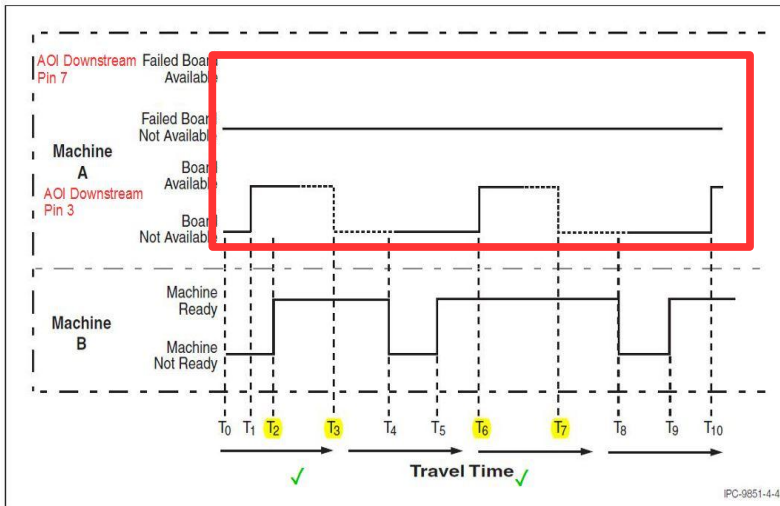 AOI Downstream
Pin 7
Failed Board
Available
Failed Board
Not Available
Machine
A
Board
Available
AOI Downstream
Pin 3
Board
Not Available
Machine
B
Machine
Ready
Machine
Not Ready
T0 T1 T2 T3 T4 T5 T6 T7 T8 T9 T10
Travel Time
IPC-9851-4-4